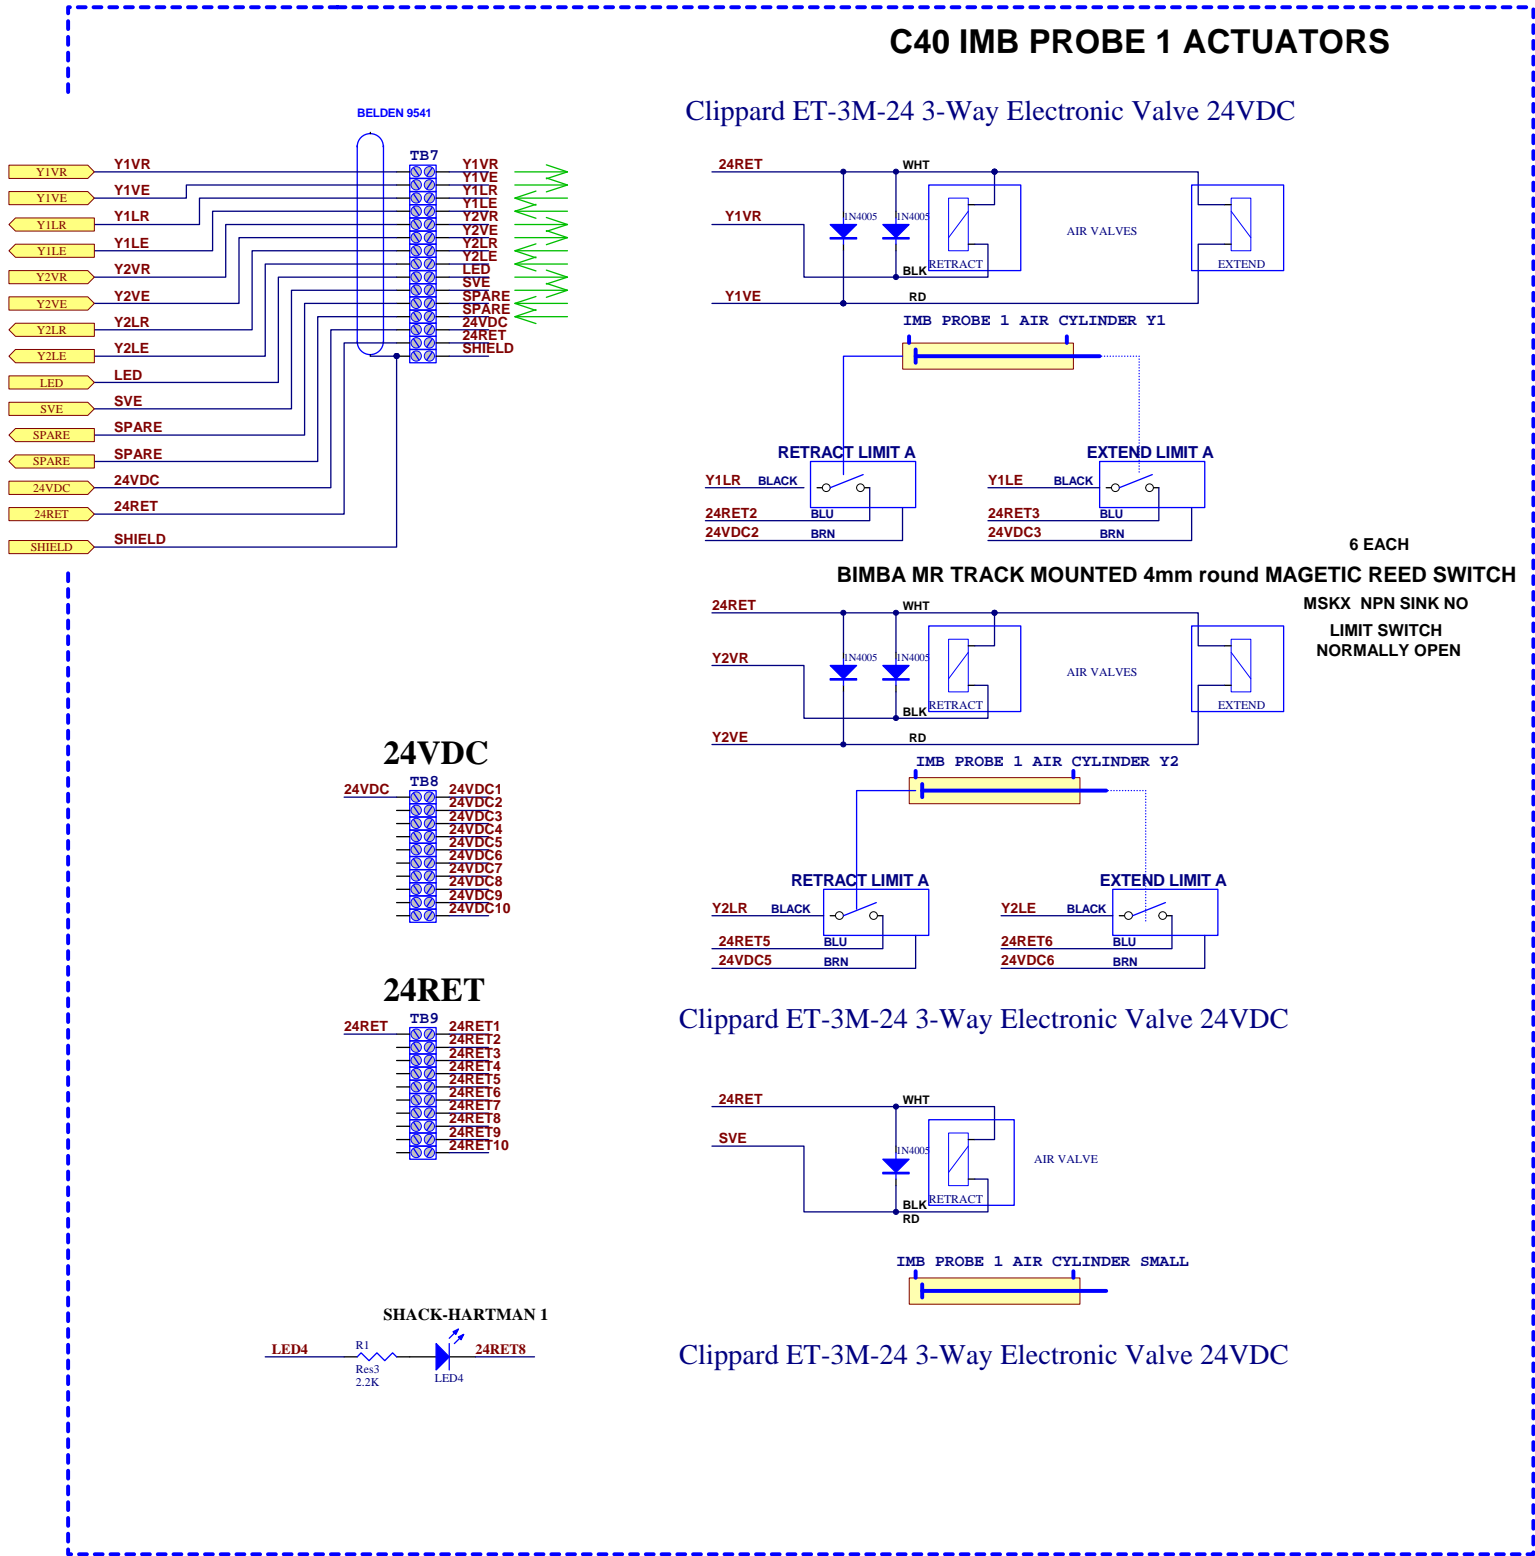 C40 IMB PROBE 1 ACTUATORS
Clippard ET-3M-24 3-Way Electronic Valve 24VDC
BELDEN 9541
TB7
Y1VR Y1VR Y1VR
Y1VE Y1VE Y1VE
Y1LR Y1LR Y1LR
Y1LE Y1LE Y1LE
Y2VR Y2VR Y2VR
Y2VE Y2VE Y2VE
Y2LR Y2LR Y2LR
Y2LE Y2LE Y2LE
LED LED LED
SVE SVE SVE
SPARE SPARE SPARE
SPARE SPARE SPARE
24VDC 24VDC 24VDC
24RET 24RET 24RET
SHIELD SHIELD SHIELD
24RET WHT
1N4005 1N4005
Y1VR AIR VALVES
RETRACT EXTEND
BLK
Y1VE RD
IMB PROBE 1 AIR CYLINDER Y1
RETRACT LIMIT A EXTEND LIMIT A
Y1LR BLACK Y1LE BLACK
24RET2 BLU 24RET3 BLU
24VDC2 BRN 24VDC3 BRN
6 EACH
BIMBA MR TRACK MOUNTED 4mm round MAGETIC REED SWITCH
MSKX NPN SINK NO
LIMIT SWITCH
NORMALLY OPEN
24RET WHT
Y2VR 1N4005 1N4005
AIR VALVES
RETRACT EXTEND
BLK
Y2VE RD
IMB PROBE 1 AIR CYLINDER Y2
RETRACT LIMIT A EXTEND LIMIT A
Y2LR BLACK Y2LE BLACK
24RET5 BLU 24RET6 BLU
24VDC5 BRN 24VDC6 BRN
24VDC
TB8
24VDC 24VDC1
24VDC2
24VDC3
24VDC4
24VDC5
24VDC6
24VDC7
24VDC8
24VDC9
24VDC10
24RET
TB9
24RET 24RET1
24RET2
24RET3
24RET4
24RET5
24RET6
24RET7
24RET8
24RET9
24RET10
Clippard ET-3M-24 3-Way Electronic Valve 24VDC
24RET WHT
SVE 1N4005
AIR VALVE
RETRACT
BLK
RD
IMB PROBE 1 AIR CYLINDER SMALL
SHACK-HARTMAN 1
LED4 R1 24RET8
Res3 LED4
2.2K
Clippard ET-3M-24 3-Way Electronic Valve 24VDC